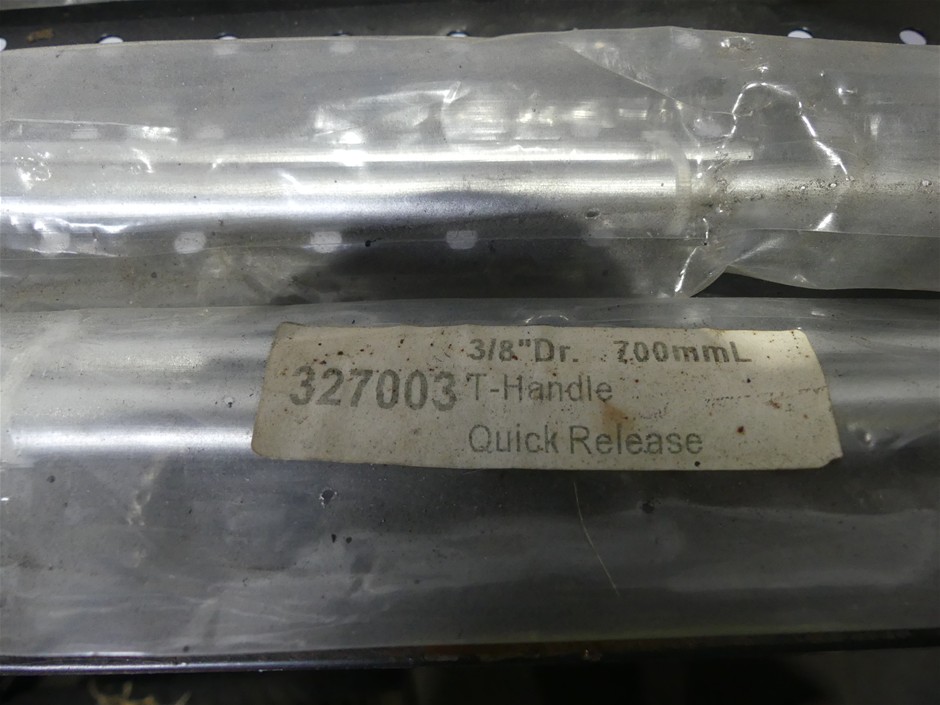 3/8"Dr. 700mmL
327003 T-Handle
Quick Release